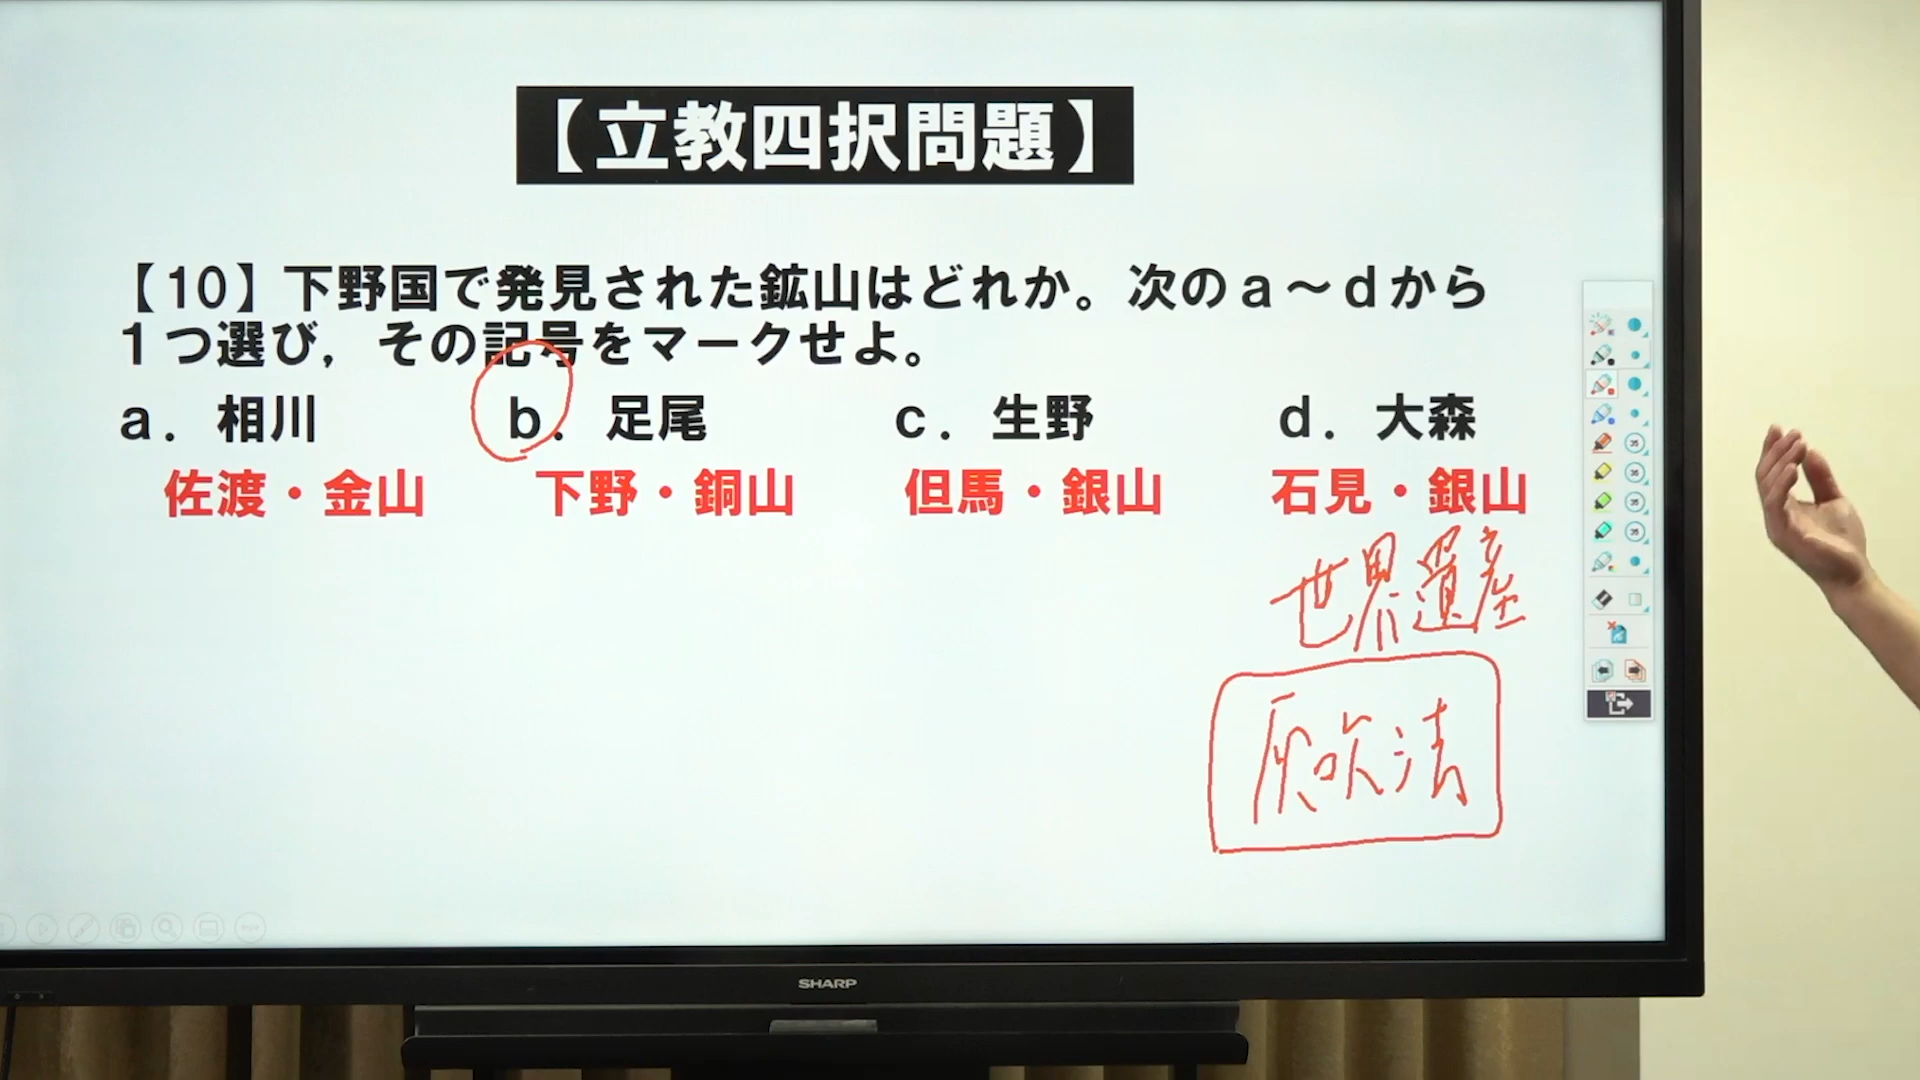 【立教四択問題】
【10】下野国で発見された鉱山はどれか。次のａ～ｄから
１つ選び，その記号をマークせよ。
ａ．相川 ｂ．足尾 ｃ．生野 ｄ．大森
佐渡・金山 下野・銅山 但馬・銀山 石見・銀山
世界遺産
灰吹法
SHARP